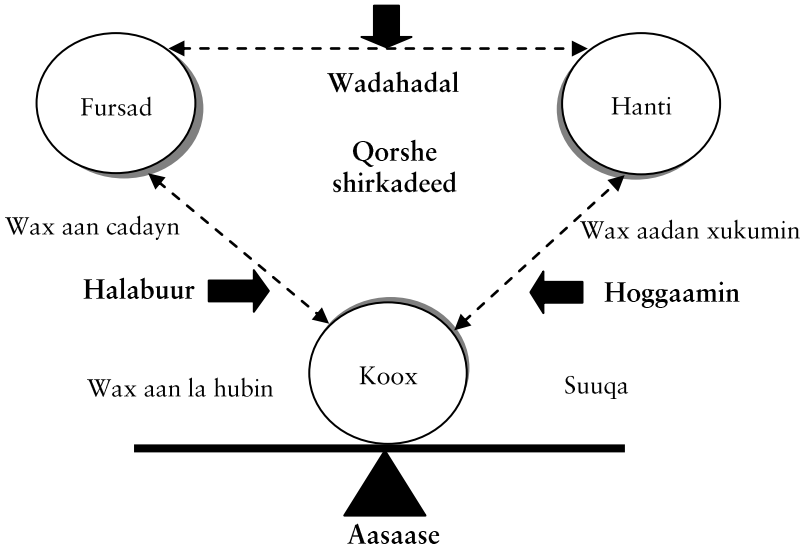 Wadahadal
Fursad
Hanti
Qorshe
shirkadeed
Wax aan cadayn
Wax aadan xukumin
Halabuur
Hoggaamin
Koox
Wax aan la hubin
Suuqa
Aasaase